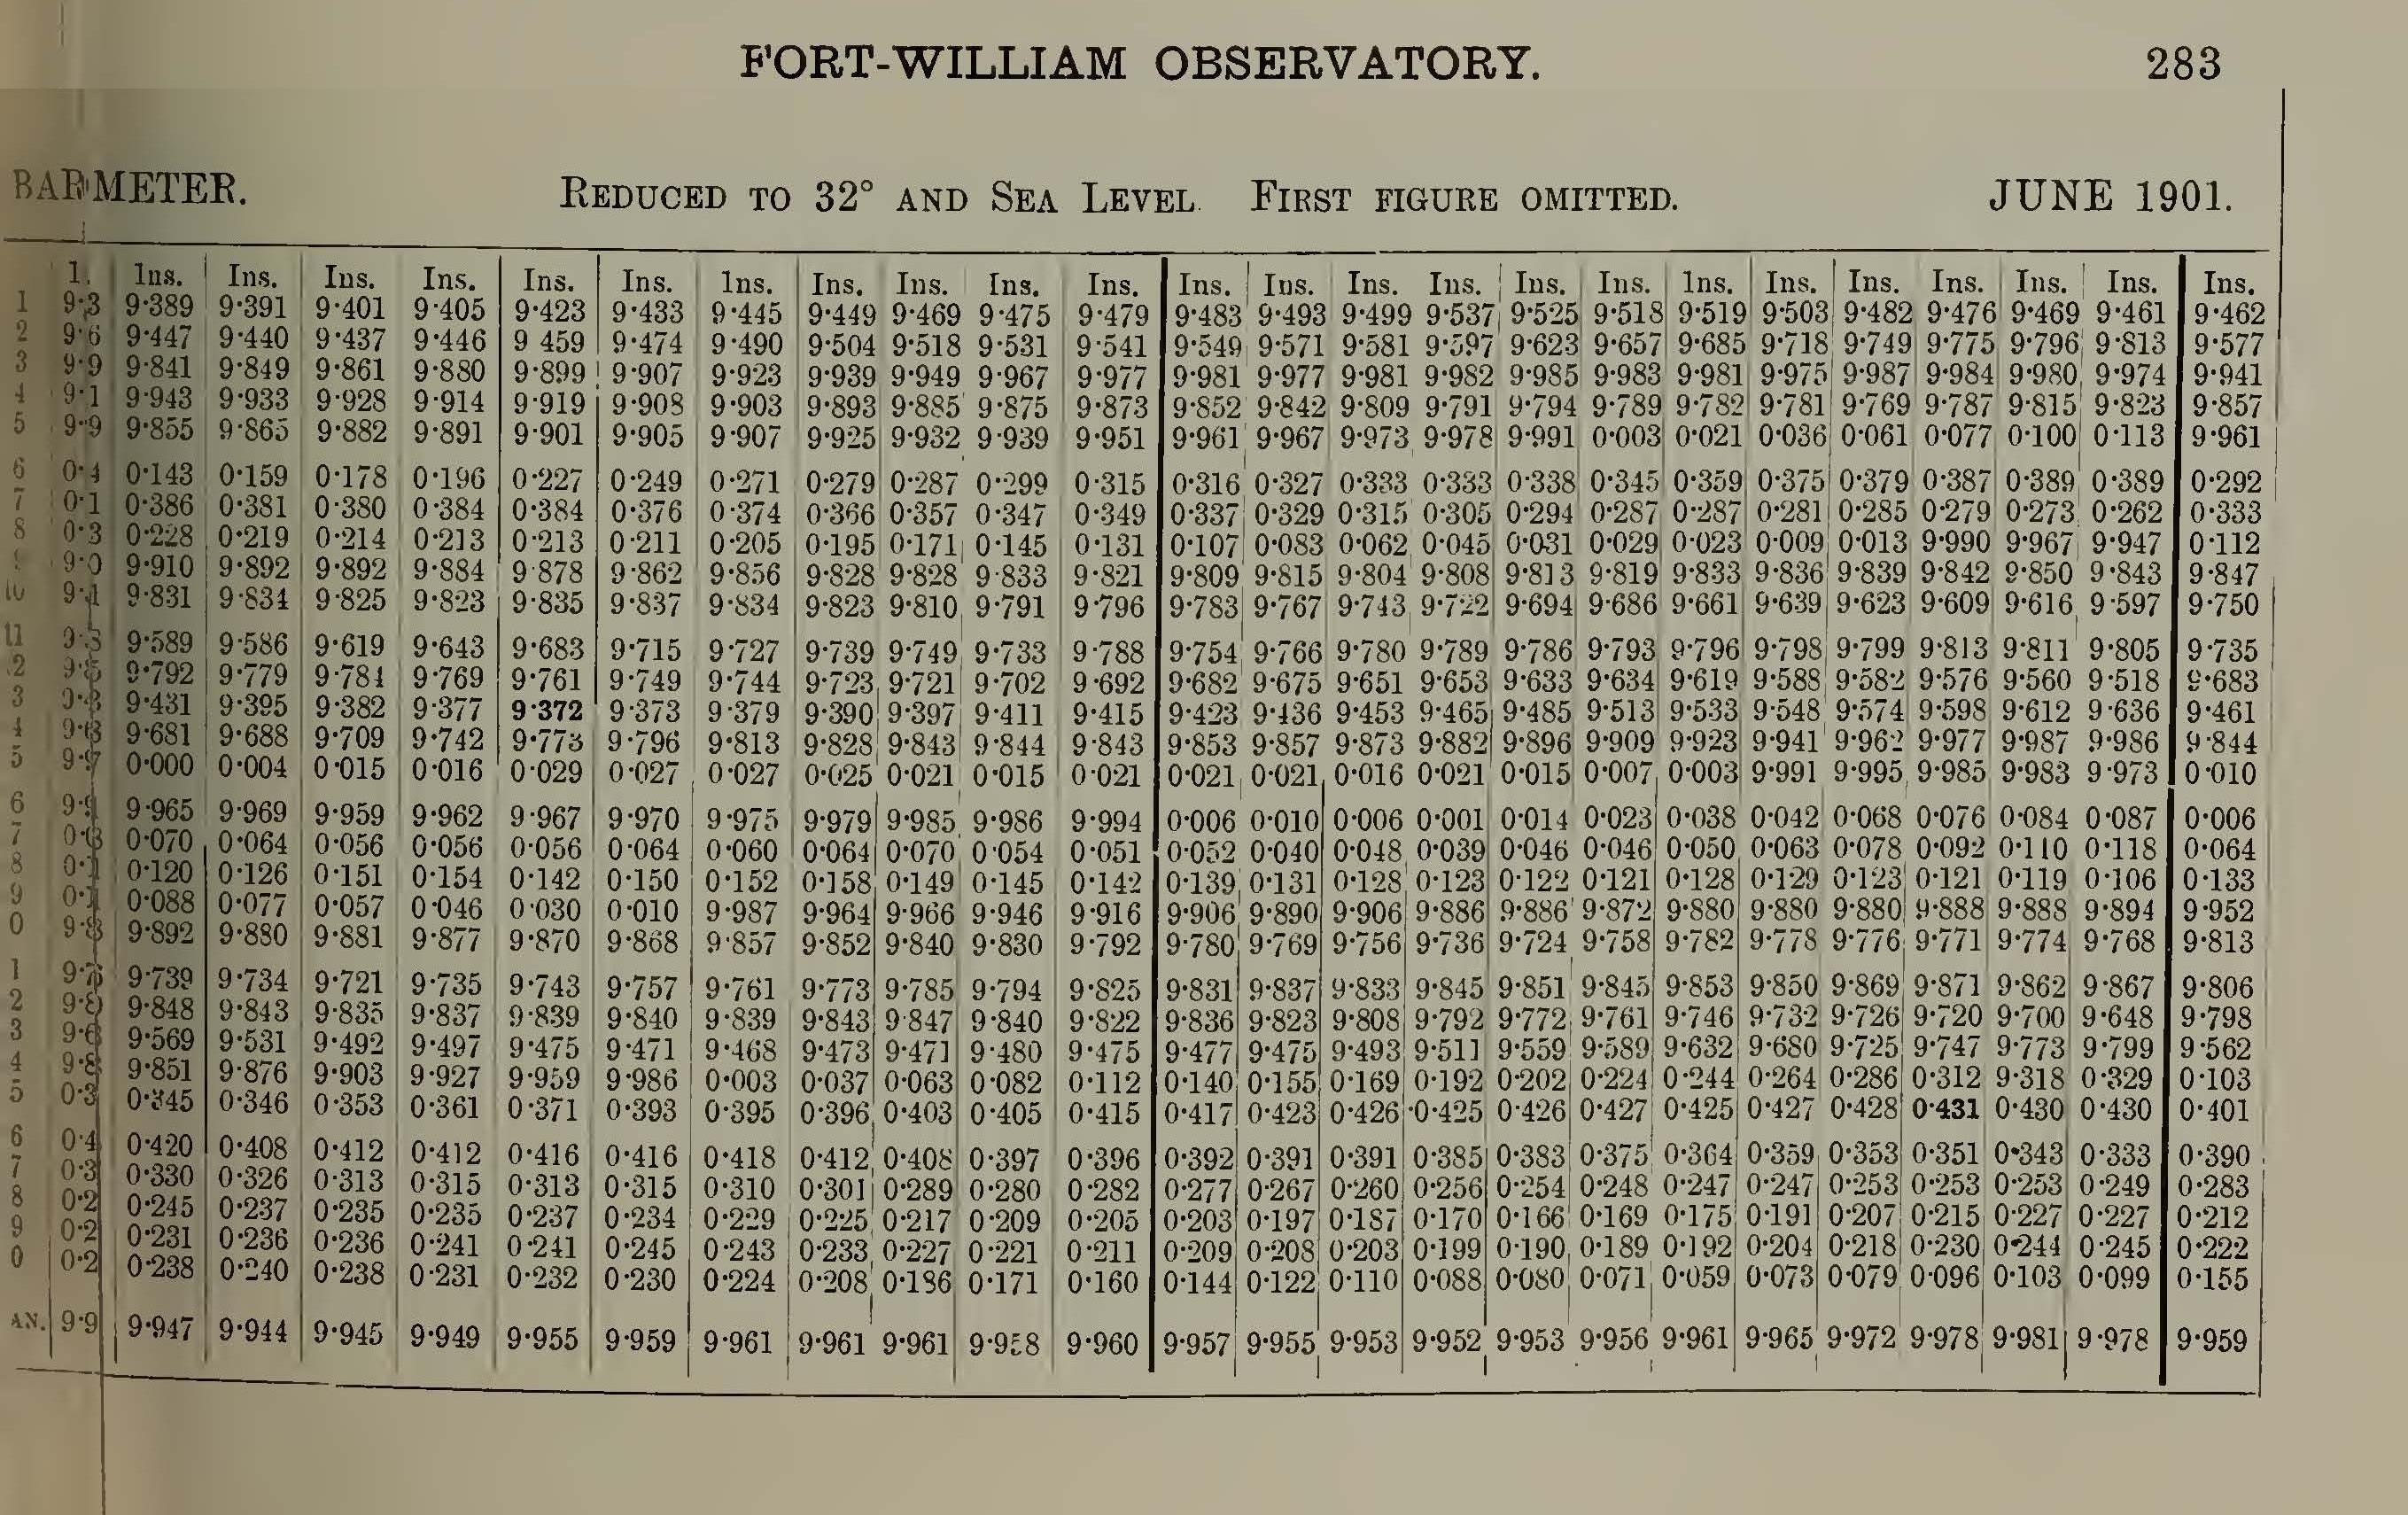 FORT-WILLIAM OBSERVATORY. 283
METER. REDUCED TO 32° AND SEA LEVEL. FIRST FIGURE OMITTED. JUNE 1901.
Ins. Ins. Ins. Ins. Ins. Ins. Ins. Ins. Ins. Ins. Ins. Ins. Ins. Ins. Ins. Ins. Ins. Ins. Ins. Ins. Ins. Ins. Ins. Ins.
1 9·3 9·389 9·391 9·401 9·405 9·423 9·433 9·445 9·449 9·469 9·475 9·479 9·483 9·493 9·499 9·537 9·525 9·518 9·519 9·503 9·482 9·476 9·469 9·461 9·462
2 9·6 9·447 9·440 9·437 9·446 9 459 9·474 9·490 9·504 9·518 9·531 9·541 9·549 9·571 9·581 9·597 9·623 9·657 9·685 9·718 9·749 9·775 9·796 9·813 9·577
3 9·9 9·841 9·849 9·861 9·880 9·899 9·907 9·923 9·939 9·949 9·967 9·977 9·981 9·977 9·981 9·982 9·985 9·983 9·981 9·975 9·987 9·984 9·980 9·974 9·941
4 9·1 9·943 9·933 9·928 9·914 9·919 9·908 9·903 9·893 9·885 9·875 9·873 9·852 9·842 9·809 9·791 9·794 9·789 9·782 9·781 9·769 9·787 9·815 9·823 9·857
5 9·9 9·855 9·865 9·882 9·891 9·901 9·905 9·907 9·925 9·932 9·939 9·951 9·961 9·967 9·973 9·978 9·991 0·003 0·021 0·036 0·061 0·077 0·100 0·113 9·961
6 0·4 0·143 0·159 0·178 0·196 0·227 0·249 0·271 0·279 0·287 0·299 0·315 0·316 0·327 0·333 0·333 0·338 0·345 0·359 0·375 0·379 0·387 0·389 0·389 0·292
7 0·1 0·386 0·381 0·380 0·384 0·384 0·376 0·374 0·366 0·357 0·347 0·349 0·337 0·329 0·315 0·305 0·294 0·287 0·287 0·281 0·285 0·279 0·273 0·262 0·333
8 0·3 0·228 0·219 0·214 0·213 0·213 0·211 0·205 0·195 0·171 0·145 0·131 0·107 0·083 0·062 0·045 0·031 0·029 0·023 0·009 0·013 9·990 9·967 9·947 0·112
9·0 9·910 9·892 9·892 9·884 9·878 9·862 9·856 9·828 9·828 9·833 9·821 9·809 9·815 9·804 9·808 9·813 9·819 9·833 9·836 9·839 9·842 9·850 9·843 9·847
9·1 9·831 9·834 9·825 9·823 9·835 9·837 9·834 9·823 9·810 9·791 9·796 9·783 9·767 9·743 9·722 9·694 9·686 9·661 9·639 9·623 9·609 9·616 9·597 9·750
11 9·3 9·589 9·586 9·619 9·643 9·683 9·715 9·727 9·739 9·749 9·733 9·788 9·754 9·766 9·780 9·789 9·786 9·793 9·796 9·798 9·799 9·813 9·811 9·805 9·735
2 9·792 9·779 9·784 9·769 9·761 9·749 9·744 9·723 9·721 9·702 9·692 9·682 9·675 9·651 9·653 9·633 9·634 9·619 9·588 9·582 9·576 9·560 9·518 9·683
3 9·431 9·395 9·382 9·377 9·372 9·373 9·379 9·390 9·397 9·411 9·415 9·423 9·436 9·453 9·465 9·485 9·513 9·533 9·548 9·574 9·598 9·612 9·636 9·461
4 9·681 9·688 9·709 9·742 9·773 9·796 9·813 9·828 9·843 9·844 9·843 9·853 9·857 9·873 9·882 9·896 9·909 9·923 9·941 9·962 9·977 9·987 9·986 9·844
5 9·9 0·000 0·004 0·015 0·016 0·029 0·027 0·027 0·025 0·021 0·015 0·021 0·021 0·021 0·016 0·021 0·015 0·007 0·003 9·991 9·995 9·985 9·983 9·973 0·010
6 9·9 9·965 9·969 9·959 9·962 9·967 9·970 9·975 9·979 9·985 9·986 9·994 0·006 0·010 0·006 0·001 0·014 0·023 0·038 0·042 0·068 0·076 0·084 0·087 0·006
7 0·0 0·070 0·064 0·056 0·056 0·056 0·064 0·060 0·064 0·070 0·054 0·051 0·052 0·040 0·048 0·039 0·046 0·046 0·050 0·063 0·078 0·092 0·110 0·118 0·064
8 0·1 0·120 0·126 0·151 0·154 0·142 0·150 0·152 0·158 0·149 0·145 0·142 0·139 0·131 0·128 0·123 0·122 0·121 0·128 0·129 0·123 0·121 0·119 0·106 0·133
9 0·1 0·088 0·077 0·057 0·046 0·030 0·010 9·987 9·964 9·966 9·946 9·916 9·906 9·890 9·906 9·886 9·886 9·872 9·880 9·880 9·880 9·888 9·888 9·894 9·952
0 9·8 9·892 9·880 9·881 9·877 9·870 9·868 9·857 9·852 9·840 9·830 9·792 9·780 9·769 9·756 9·736 9·724 9·758 9·782 9·778 9·776 9·771 9·774 9·768 9·813
1 9·7 9·739 9·734 9·721 9·735 9·743 9·757 9·761 9·773 9·785 9·794 9·825 9·831 9·837 9·833 9·845 9·851 9·845 9·853 9·850 9·869 9·871 9·862 9·867 9·806
2 9·8 9·848 9·843 9·835 9·837 9·839 9·840 9·839 9·843 9·847 9·840 9·822 9·836 9·823 9·808 9·792 9·772 9·761 9·746 9·732 9·726 9·720 9·700 9·648 9·798
3 9·6 9·569 9·531 9·492 9·497 9·475 9·471 9·468 9·473 9·471 9·480 9·475 9·477 9·475 9·493 9·511 9·559 9·589 9·632 9·680 9·725 9·747 9·773 9·799 9·562
4 9·8 9·851 9·876 9·903 9·927 9·959 9·986 0·003 0·037 0·063 0·082 0·112 0·140 0·155 0·169 0·192 0·202 0·224 0·244 0·264 0·286 0·312 9·318 0·329 0·103
5 0·3 0·345 0·346 0·353 0·361 0·371 0·393 0·395 0·396 0·403 0·405 0·415 0·417 0·423 0·426 0·425 0·426 0·427 0·425 0·427 0·428 0·431 0·430 0·430 0·401
6 0·4 0·420 0·408 0·412 0·412 0·416 0·416 0·418 0·412 0·408 0·397 0·396 0·392 0·391 0·391 0·385 0·383 0·375 0·364 0·359 0·353 0·351 0·343 0·333 0·390
7 0·3 0·330 0·326 0·313 0·315 0·313 0·315 0·310 0·301 0·289 0·280 0·282 0·277 0·267 0·260 0·256 0·254 0·248 0·247 0·247 0·253 0·253 0·253 0·249 0·283
8 0·2 0·245 0·237 0·235 0·235 0·237 0·234 0·229 0·225 0·217 0·209 0·205 0·203 0·197 0·187 0·170 0·166 0·169 0·175 0·191 0·207 0·215 0·227 0·227 0·212
9 0·2 0·231 0·236 0·236 0·241 0·241 0·245 0·243 0·233 0·227 0·221 0·211 0·209 0·208 0·203 0·199 0·190 0·189 0·192 0·204 0·218 0·230 0·244 0·245 0·222
0 0·2 0·238 0·240 0·238 0·231 0·232 0·230 0·224 0·208 0·186 0·171 0·160 0·144 0·122 0·110 0·088 0·080 0·071 0·059 0·073 0·079 0·096 0·103 0·099 0·155
AN. 9·9 9·947 9·944 9·945 9·949 9·955 9·959 9·961 9·961 9·961 9·958 9·960 9·957 9·955 9·953 9·952 9·953 9·956 9·961 9·965 9·972 9·978 9·981 9·978 9·959